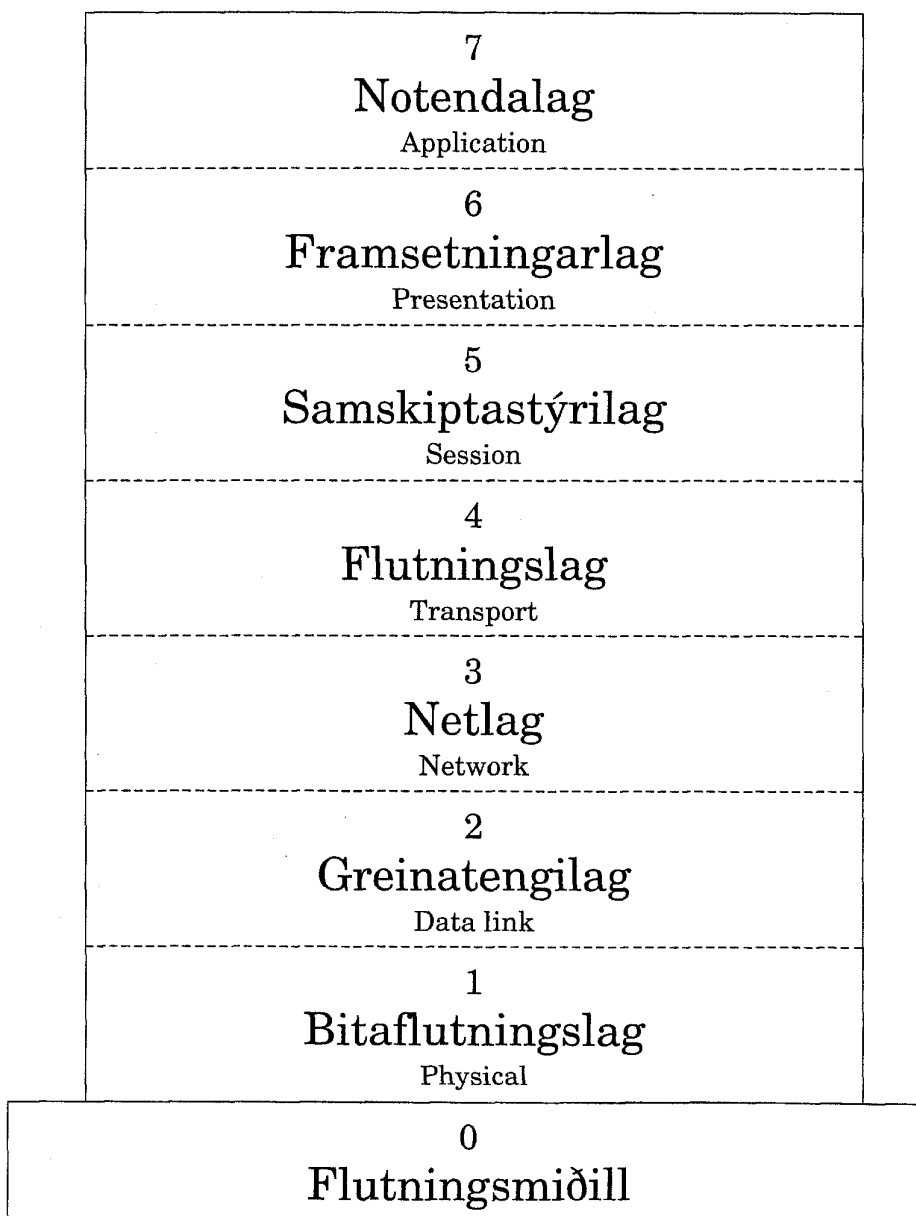 7
Notendalag
Application
6
Framsetningarlag
Presentation
5
Samskiptastýrilag
Session
4
Flutningslag
Transport
3
Netlag
Network
2
Greinatengilag
Data link
1
Bitaflutningslag
Physical
0
Flutningsmiðill